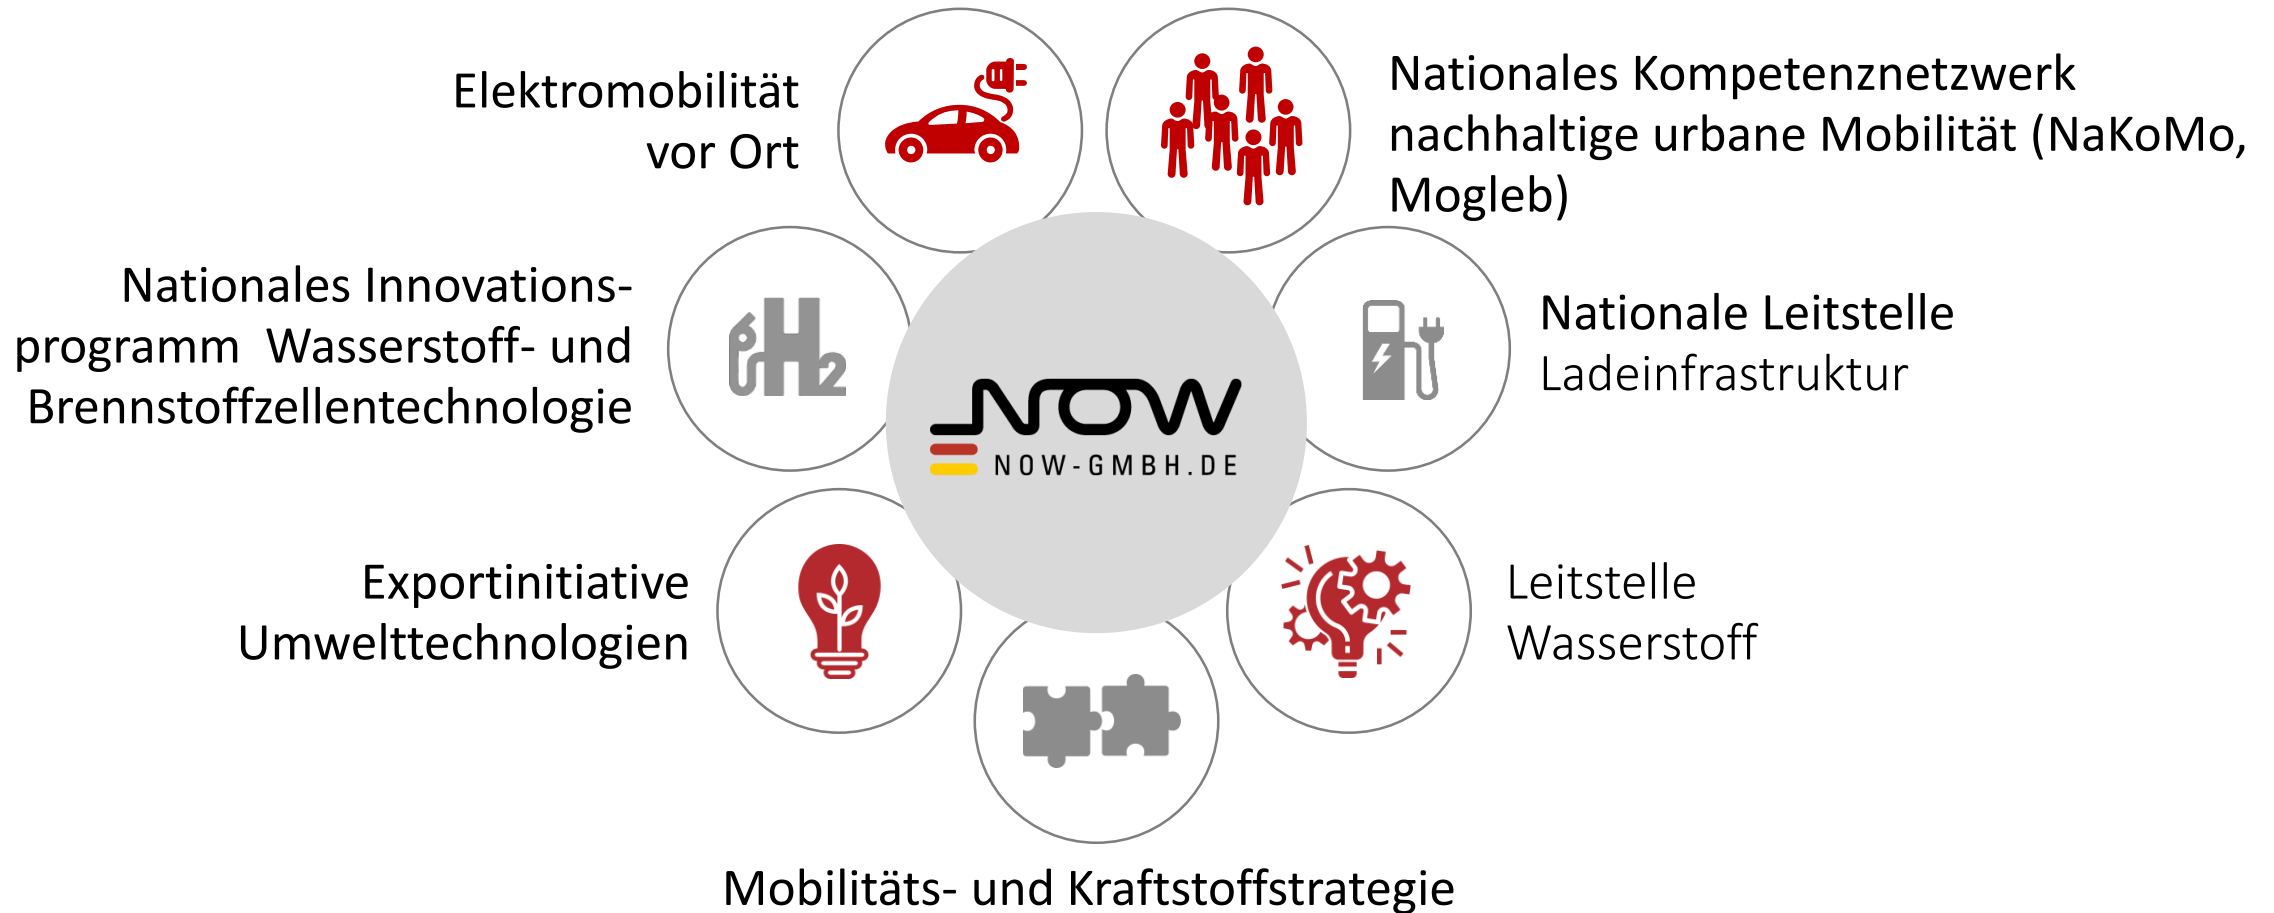 Elektromobilität
vor Ort
Nationales Kompetenznetzwerk
nachhaltige urbane Mobilität (NaKoMo,
Mogleb)
Nationales Innovations-
programm  Wasserstoff- und
Brennstoffzellentechnologie
H2
Nationale Leitstelle
Ladeinfrastruktur
NOW
NOW-GMBH.DE
Exportinitiative
Umwelttechnologien
Leitstelle
Wasserstoff
Mobilitäts- und Kraftstoffstrategie